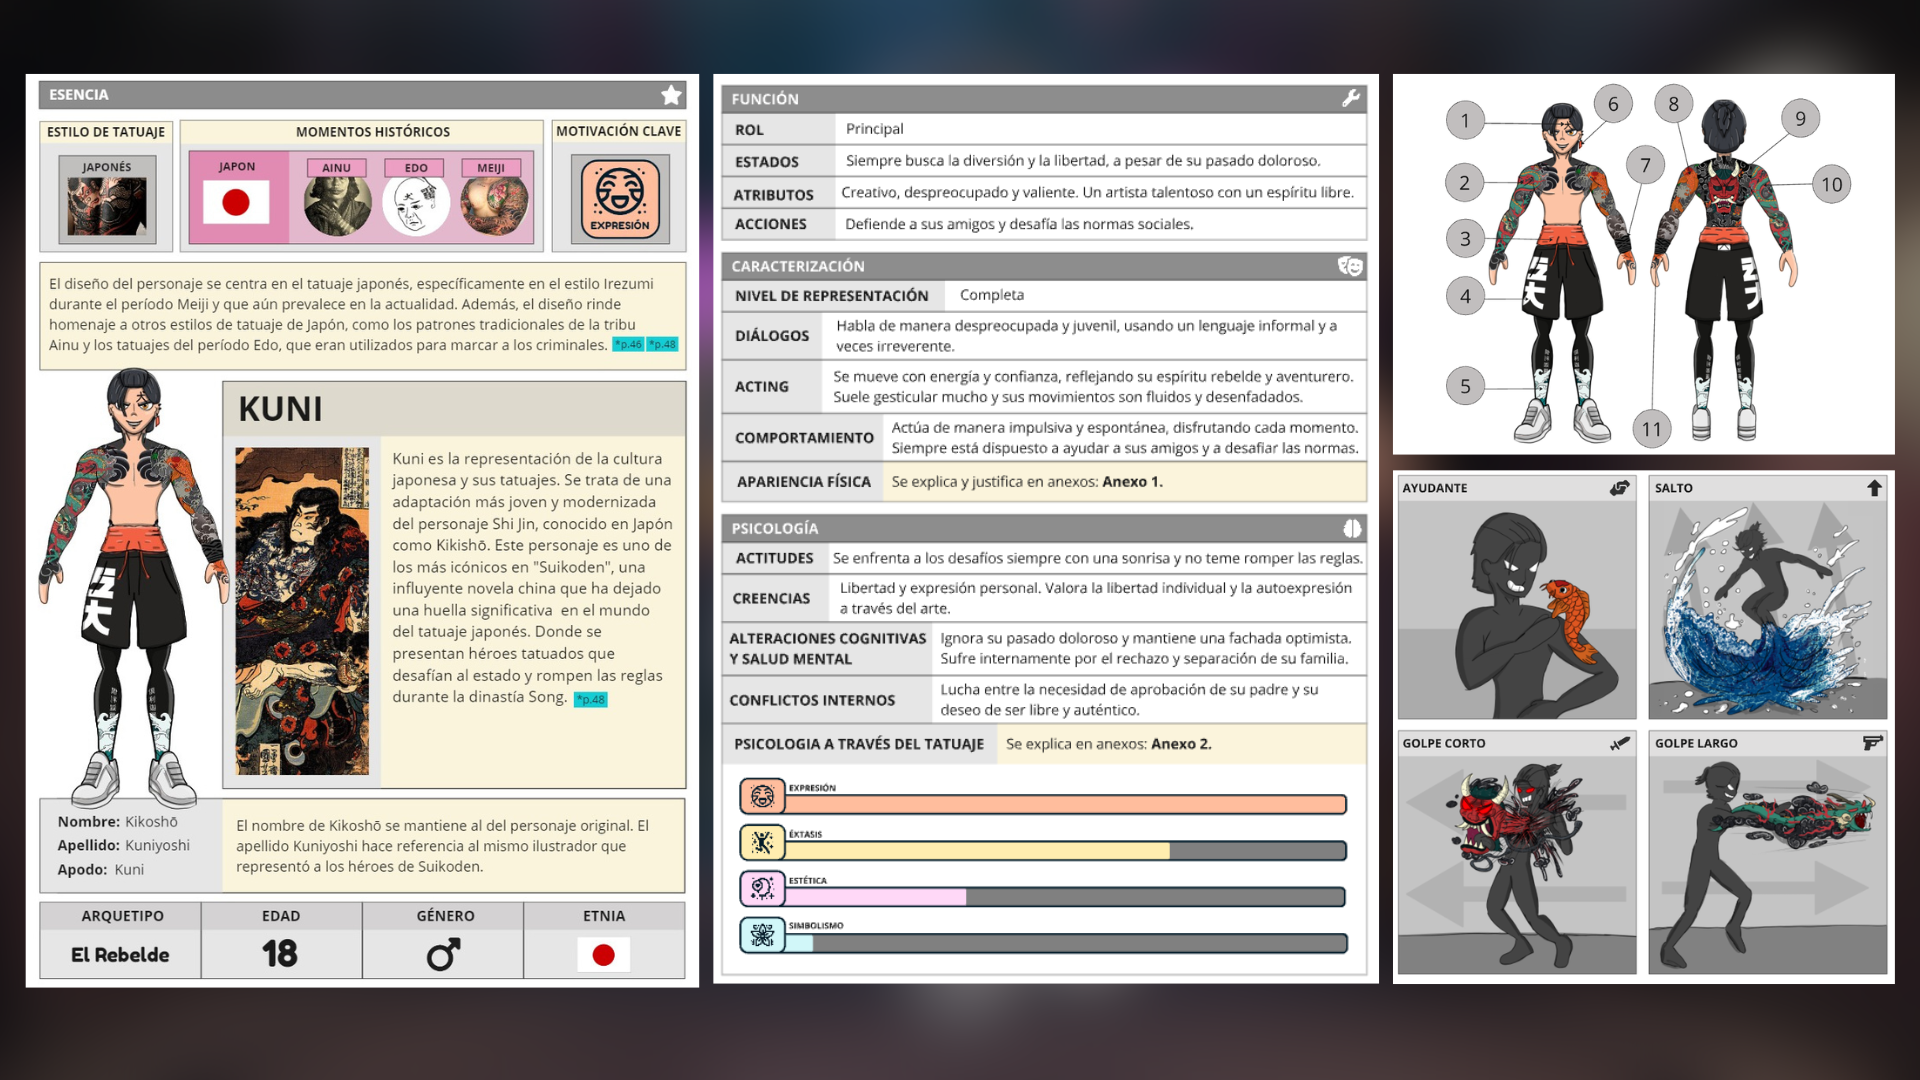 ESENCIA
ESTILO DE TATUAJE
JAPONÉS
MOMENTOS HISTÓRICOS
JAPON
AINU
EDO
MEIJI
MOTIVACIÓN CLAVE
EXPRESIÓN
El diseño del personaje se centra en el tatuaje japonés, específicamente en el estilo Irezumi
durante el período Meiji y que aún prevalece en la actualidad. Además, el diseño rinde
homenaje a otros estilos de tatuaje de Japón, como los patrones tradicionales de la tribu
Ainu y los tatuajes del período Edo, que eran utilizados para marcar a los criminales. *p.46 *p.48
KUNI
Kuni es la representación de la cultura
japonesa y sus tatuajes. Se trata de una
adaptación más joven y modernizada
del personaje Shi Jin, conocido en Japón
como Kikishō. Este personaje es uno de
los más icónicos en "Suikoden", una
influyente novela china que ha dejado
una huella significativa en el mundo
del tatuaje japonés. Donde se
presentan héroes tatuados que
desafían al estado y rompen las reglas
durante la dinastía Song. *p.48
Nombre: Kikoshō
Apellido: Kuniyoshi
Apodo: Kuni
El nombre de Kikoshō se mantiene al del personaje original. El
apellido Kuniyoshi hace referencia al mismo ilustrador que
representó a los héroes de Suikoden.
ARQUETIPO
El Rebelde
EDAD
18
GÉNERO
ETNIA
FUNCIÓN
ROL
Principal
ESTADOS
Siempre busca la diversión y la libertad, a pesar de su pasado doloroso.
ATRIBUTOS
Creativo, despreocupado y valiente. Un artista talentoso con un espíritu libre.
ACCIONES
Defiende a sus amigos y desafía las normas sociales.
CARACTERIZACIÓN
NIVEL DE REPRESENTACIÓN
Completa
DIÁLOGOS
Habla de manera despreocupada y juvenil, usando un lenguaje informal y a
veces irreverente.
ACTING
Se mueve con energía y confianza, reflejando su espíritu rebelde y aventurero.
Suele gesticular mucho y sus movimientos son fluidos y desenfadados.
COMPORTAMIENTO
Actúa de manera impulsiva y espontánea, disfrutando cada momento.
Siempre está dispuesto a ayudar a sus amigos y a desafiar las normas.
APARIENCIA FÍSICA
Se explica y justifica en anexos: Anexo 1.
PSICOLOGÍA
ACTITUDES
Se enfrenta a los desafíos siempre con una sonrisa y no teme romper las reglas.
CREENCIAS
Libertad y expresión personal. Valora la libertad individual y la autoexpresión
a través del arte.
ALTERACIONES COGNITIVAS
Y SALUD MENTAL
Ignora su pasado doloroso y mantiene una fachada optimista.
Sufre internamente por el rechazo y separación de su familia.
CONFLICTOS INTERNOS
Lucha entre la necesidad de aprobación de su padre y su
deseo de ser libre y auténtico.
PSICOLOGIA A TRAVÉS DEL TATUAJE
Se explica en anexos: Anexo 2.
EXPRESIÓN
ÉXTASIS
ESTÉTICA
SIMBOLISMO
1
2
3
4
5
6
7
8
9
10
11
AYUDANTE
SALTO
GOLPE CORTO
GOLPE LARGO